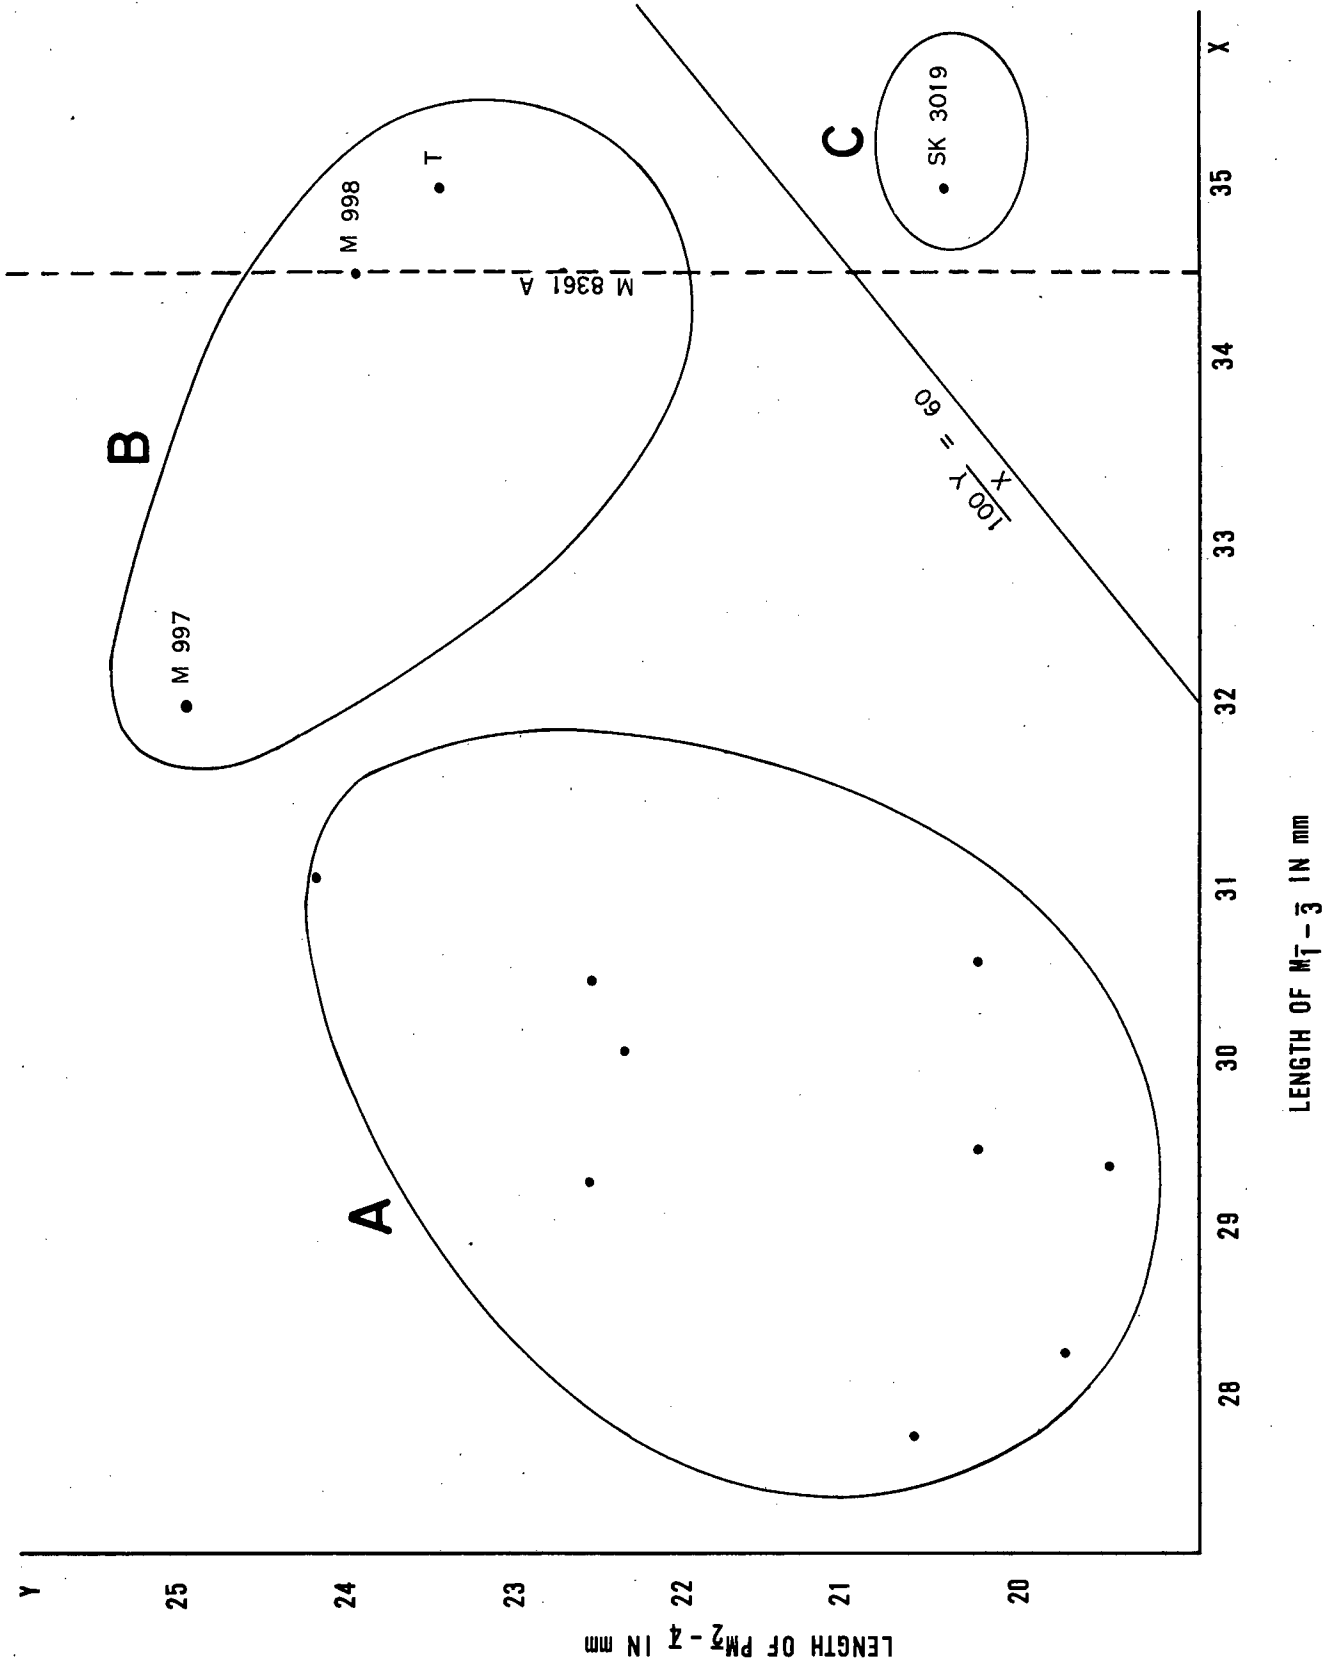 Y
25
24
23
22
21
20
LENGTH OF PM2̅-4̅ IN mm
A
B
C
M 997
M 998
T
M 8361 A
SK 3019
100 Y
X
= 60
28
29
30
31
32
33
34
35
X
LENGTH OF M1̅-3̅ IN mm